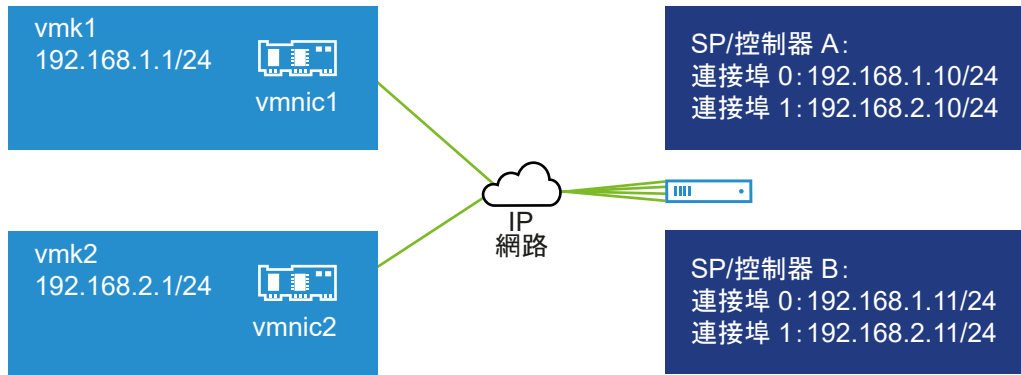 vmk1
192.168.1.1/24
vmnic1
SP/控制器 A：
連接埠 0：192.168.1.10/24
連接埠 1：192.168.2.10/24
IP
網路
vmk2
192.168.2.1/24
vmnic2
SP/控制器 B：
連接埠 0：192.168.1.11/24
連接埠 1：192.168.2.11/24